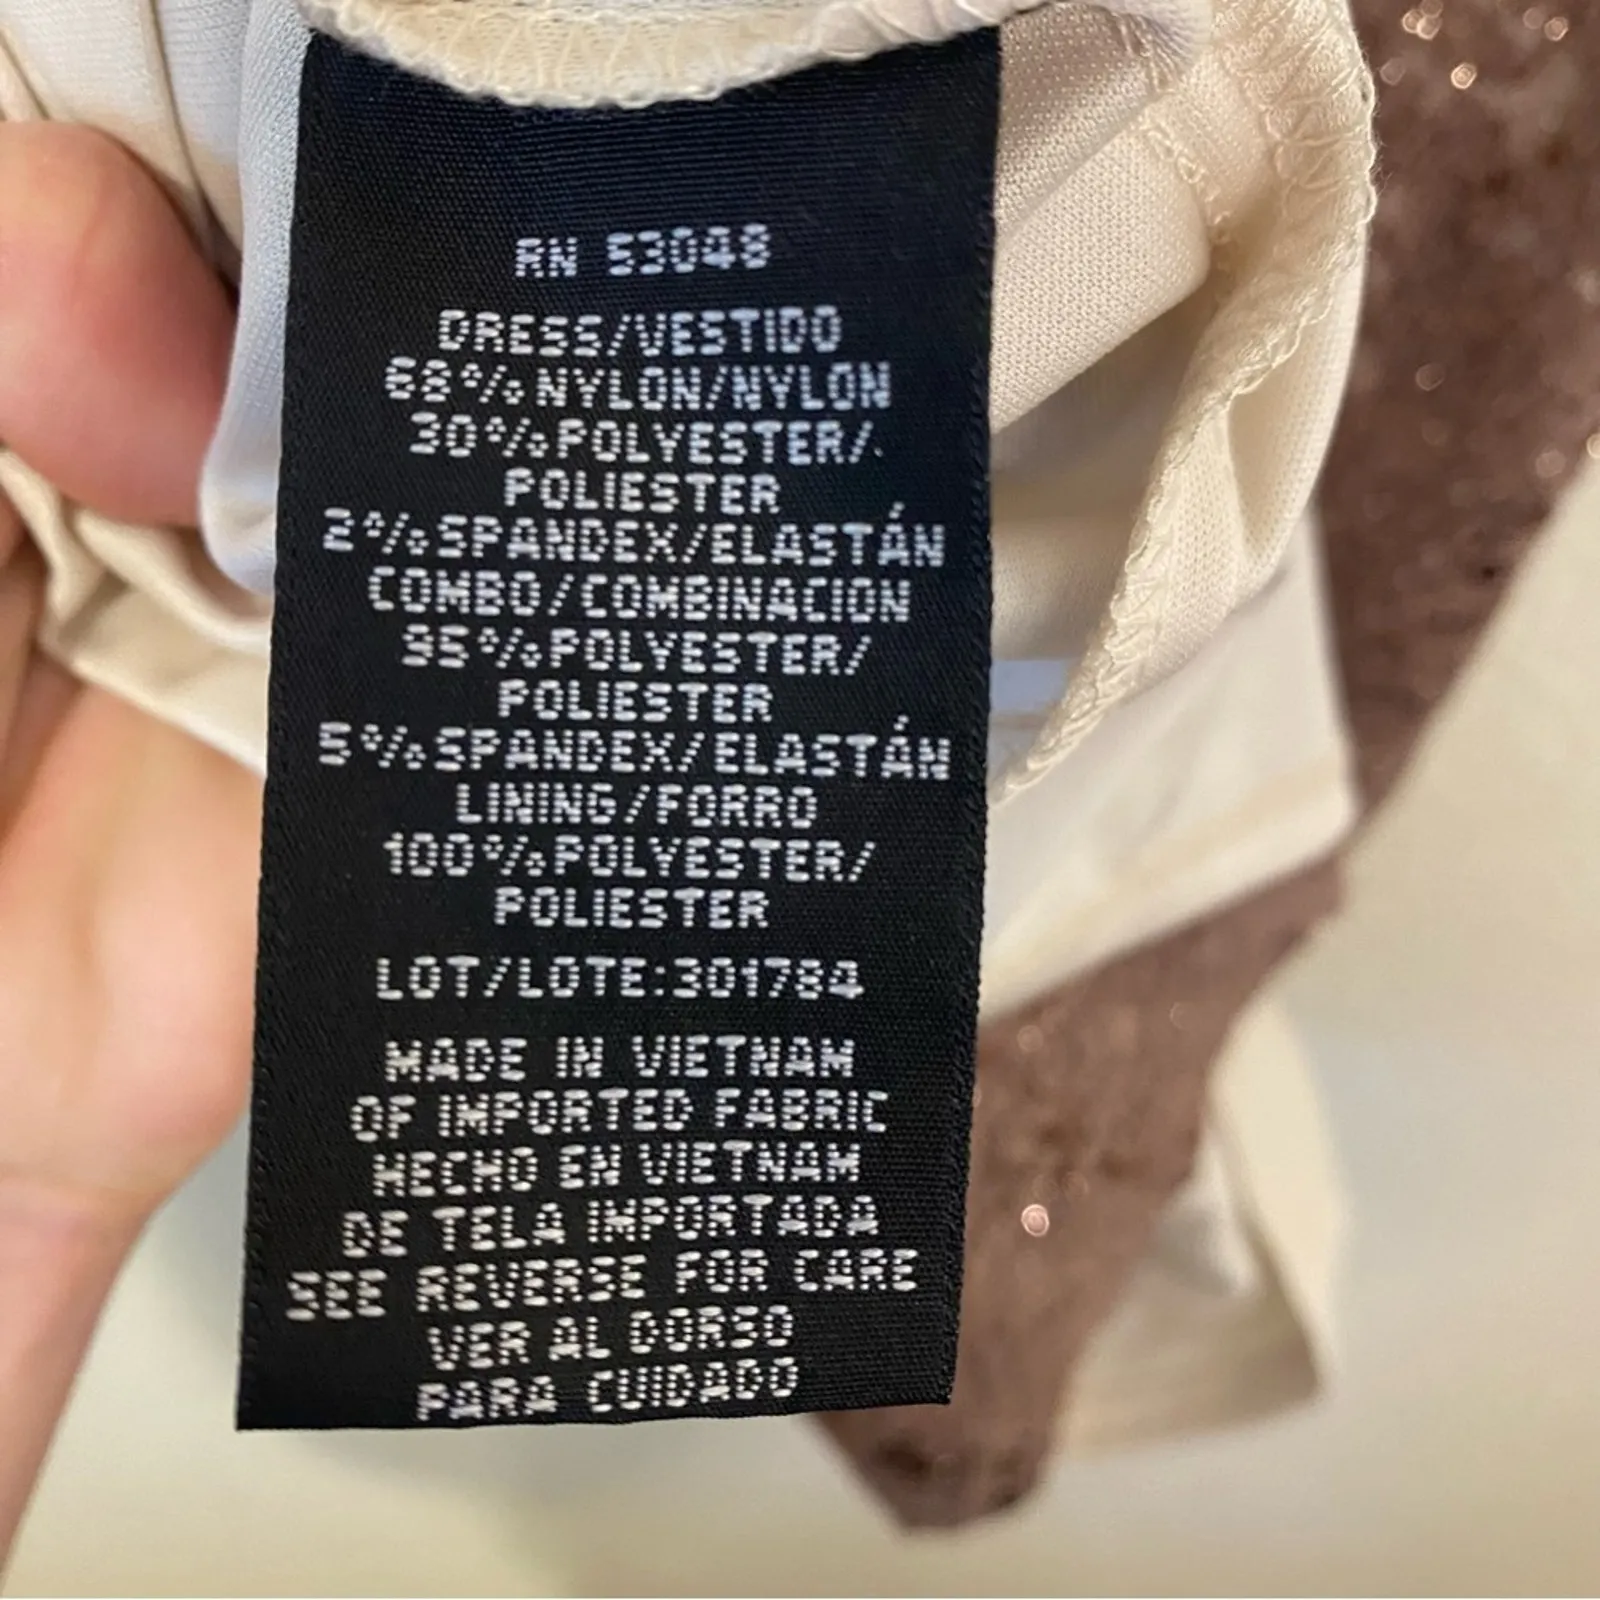 RN 53048
DRESS/VESTIDO
68%NYLON/NYLON
30%POLYESTER/
POLIESTER
2%SPANDEX/ELASTÁN
COMBO/COMBINACION
95%POLYESTER/
POLIESTER
5%SPANDEX/ELASTÁN
LINING/FORRO
100%POLYESTER/
POLIESTER
LOT/LOTE:301784
MADE IN VIETNAM
OF IMPORTED FABRIC
HECHO EN VIETNAM
DE TELA IMPORTADA
SEE REVERSE FOR CARE
VER AL DORSO
PARA CUIDADO